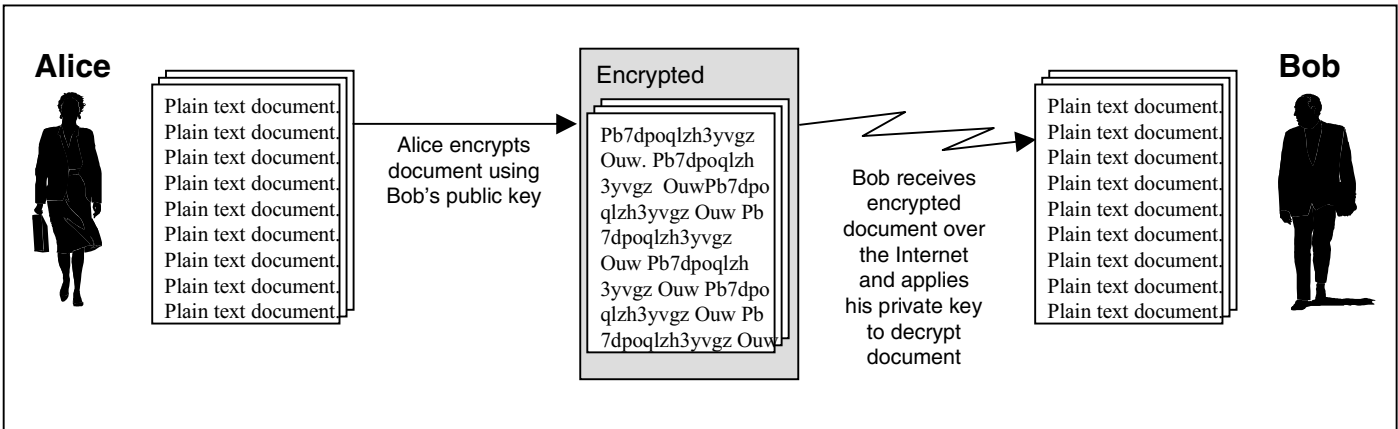 Alice
Plain text document.
Plain text document.
Plain text document.
Plain text document.
Plain text document.
Plain text document.
Plain text document.
Plain text document.
Plain text document.
Alice encrypts
document using
Bob's public key
Encrypted
Pb7dpoqlzh3yvgz
Ouw. Pb7dpoqlzh
3yvgz OuwPb7dpo
qlzh3yvgz Ouw Pb
7dpoqlzh3yvgz
Ouw Pb7dpoqlzh
3yvgz Ouw Pb7dpo
qlzh3yvgz Ouw Pb
7dpoqlzh3yvgz Ouw
Bob receives
encrypted
document over
the Internet
and applies
his private key
to decrypt
document
Plain text document.
Plain text document.
Plain text document.
Plain text document.
Plain text document.
Plain text document.
Plain text document.
Plain text document.
Plain text document.
Bob